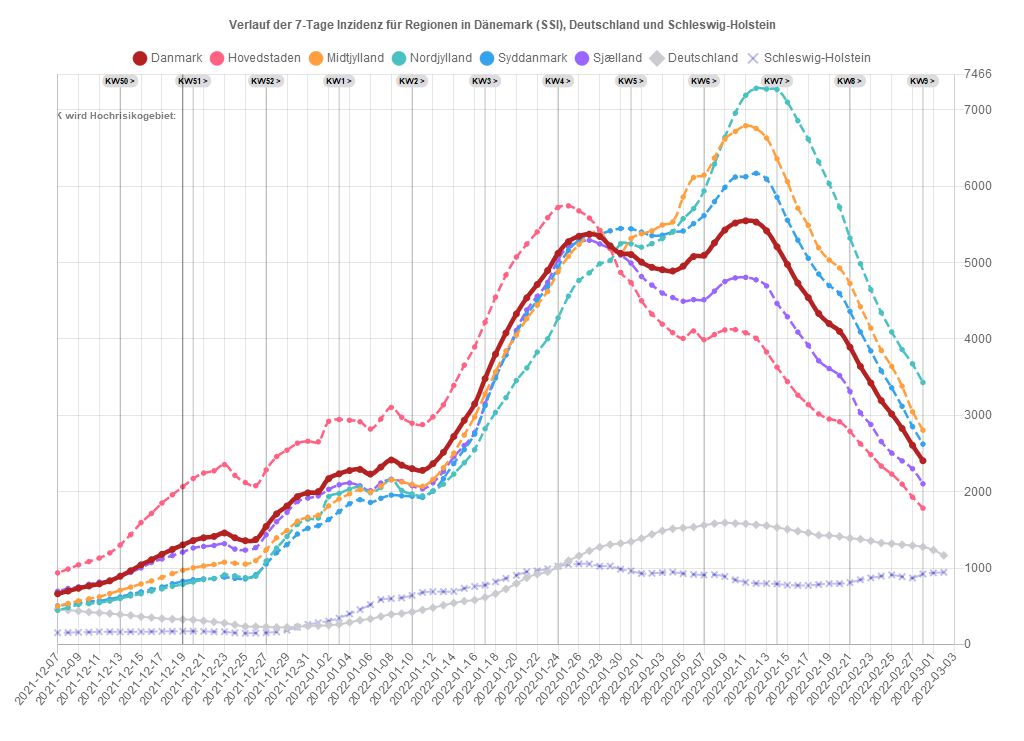 Verlauf der 7-Tage Inzidenz für Regionen in Dänemark (SSI), Deutschland und Schleswig-Holstein
Danmark Hovedstaden Midtjylland Nordjylland Syddanmark Sjælland Deutschland Schleswig-Holstein
KW50 > KW51 > KW52 > KW1 > KW2 > KW3 > KW4 > KW5 > KW6 > KW7 > KW8 > KW9 >
K wird Hochrisikogebiet:
7466
7000
6000
5000
4000
3000
2000
1000
0
2021-12-07 2021-12-09 2021-12-11 2021-12-13 2021-12-15 2021-12-17 2021-12-19 2021-12-21 2021-12-23 2021-12-25 2021-12-27 2021-12-29 2021-12-31 2022-01-02 2022-01-04 2022-01-06 2022-01-08 2022-01-10 2022-01-12 2022-01-14 2022-01-16 2022-01-18 2022-01-20 2022-01-22 2022-01-24 2022-01-26 2022-01-28 2022-01-30 2022-02-01 2022-02-03 2022-02-05 2022-02-07 2022-02-09 2022-02-11 2022-02-13 2022-02-15 2022-02-17 2022-02-19 2022-02-21 2022-02-23 2022-02-25 2022-02-27 2022-03-01 2022-03-03